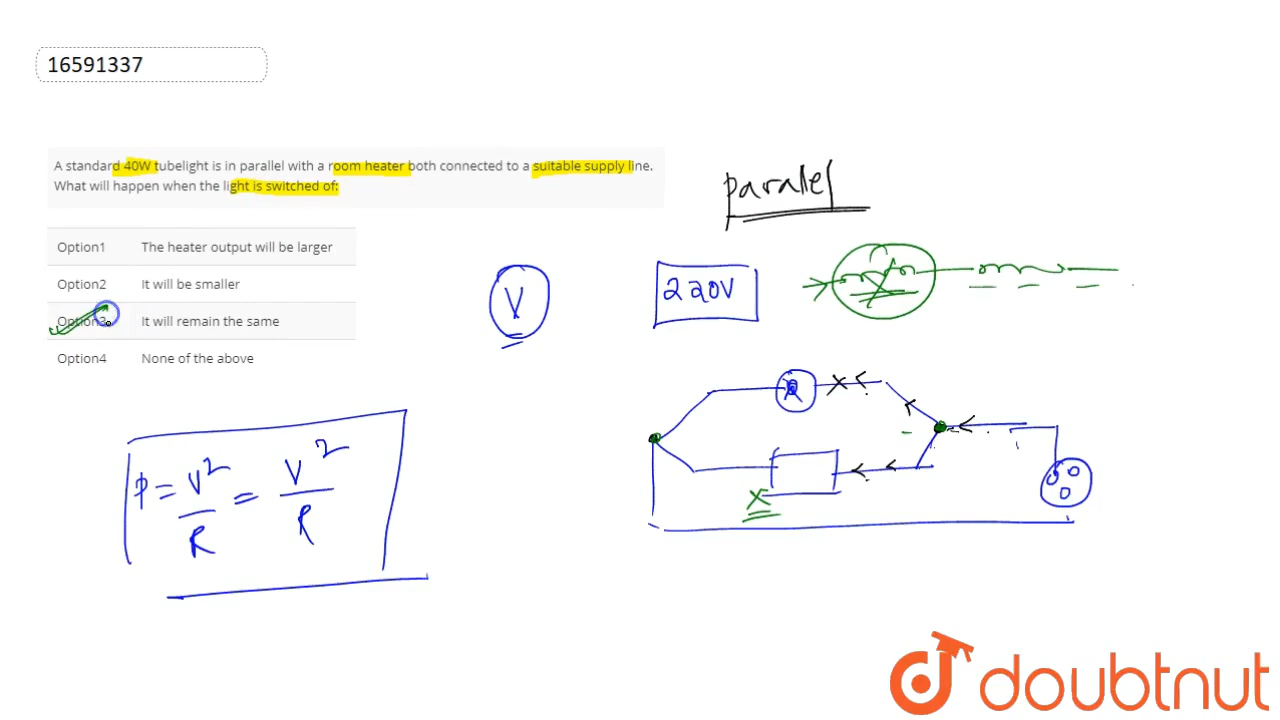 16591337
A standard 40W tubelight is in parallel with a room heater both connected to a suitable supply line.
What will happen when the light is switched of:
parallel
Option1 The heater output will be larger
Option2 It will be smaller
Option3 It will remain the same
Option4 None of the above
V
220V
R
P = V²/R = V²/R
X
doubtnut